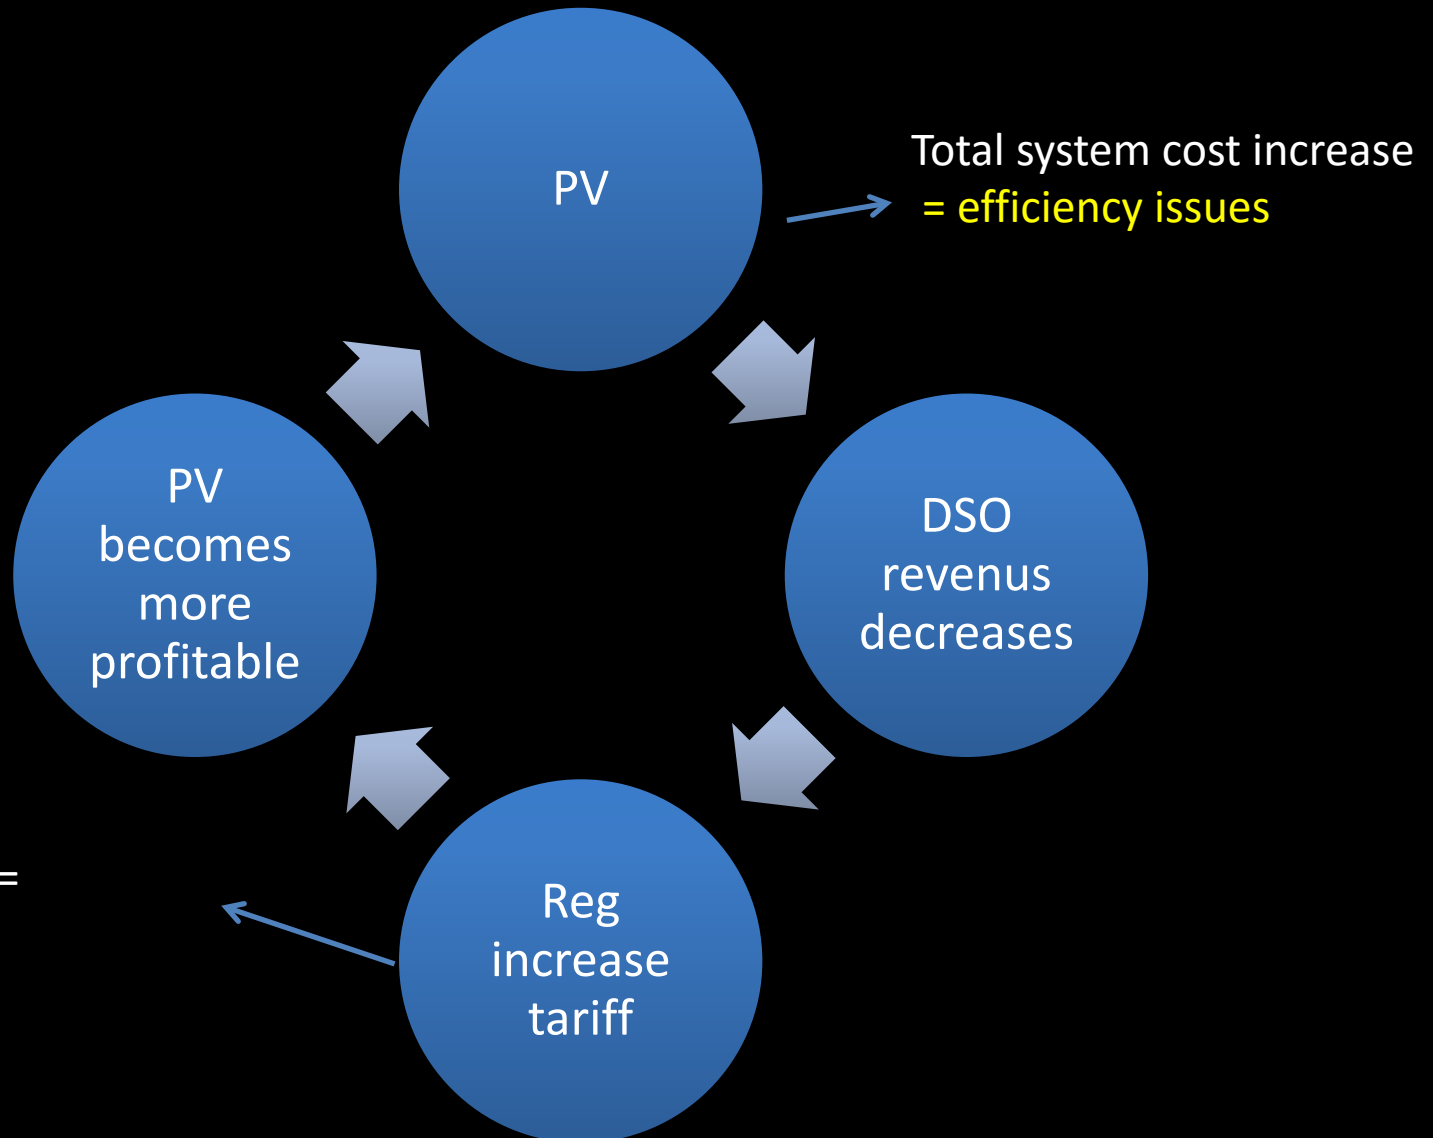 PV
Total system cost increase
= efficiency issues
DSO
revenus
decreases
Reg
increase
tariff
=
PV
becomes
more
profitable